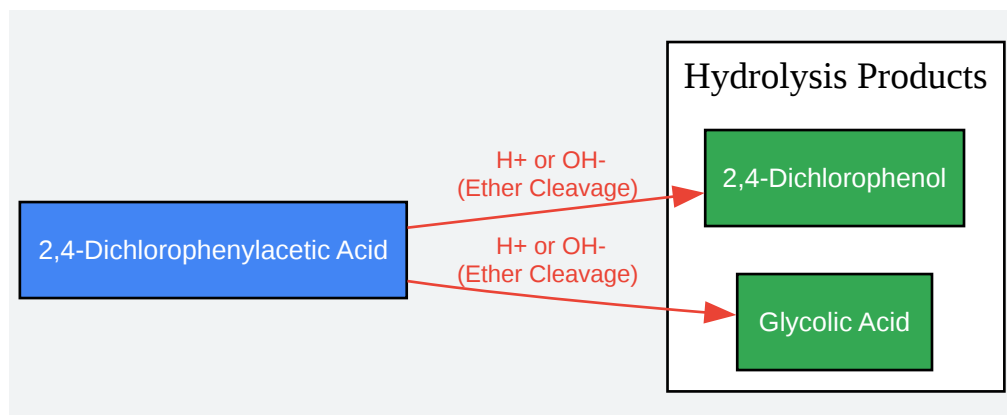 Hydrolysis Products
H+ or OH-
(Ether Cleavage)
2,4-Dichlorophenol
2,4-Dichlorophenylacetic Acid
H+ or OH-
(Ether Cleavage)
Glycolic Acid